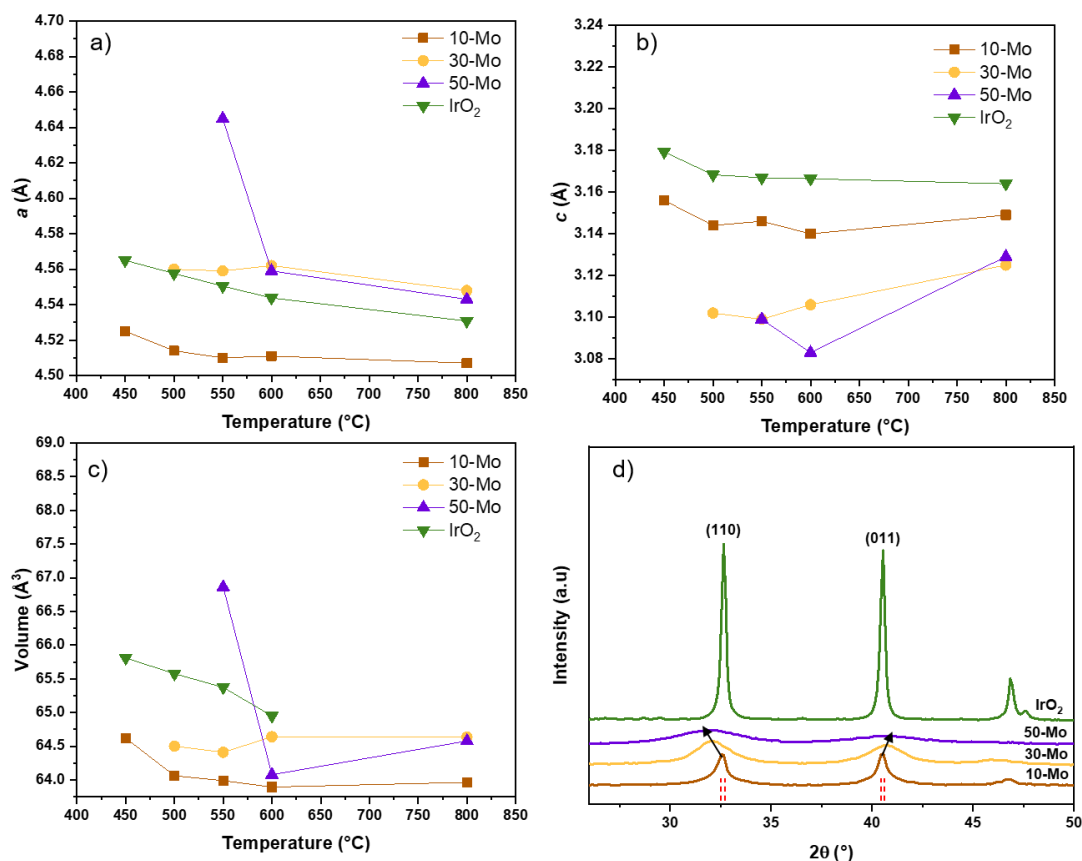 a)
10-Mo
30-Mo
50-Mo
IrO₂
4.70
4.68
4.66
4.64
4.62
4.60
4.58
4.56
4.54
4.52
4.50
a (Å)
400 450 500 550 600 650 700 750 800 850
Temperature (°C)
b)
10-Mo
30-Mo
50-Mo
IrO₂
3.24
3.22
3.20
3.18
3.16
3.14
3.12
3.10
3.08
c (Å)
400 450 500 550 600 650 700 750 800 850
Temperature (°C)
c)
10-Mo
30-Mo
50-Mo
IrO₂
69.0
68.5
68.0
67.5
67.0
66.5
66.0
65.5
65.0
64.5
64.0
Volume (Å³)
400 450 500 550 600 650 700 750 800 850
Temperature (°C)
d)
(110) (011)
IrO₂
50-Mo
30-Mo
10-Mo
Intensity (a.u)
30 35 40 45 50
2θ (°)